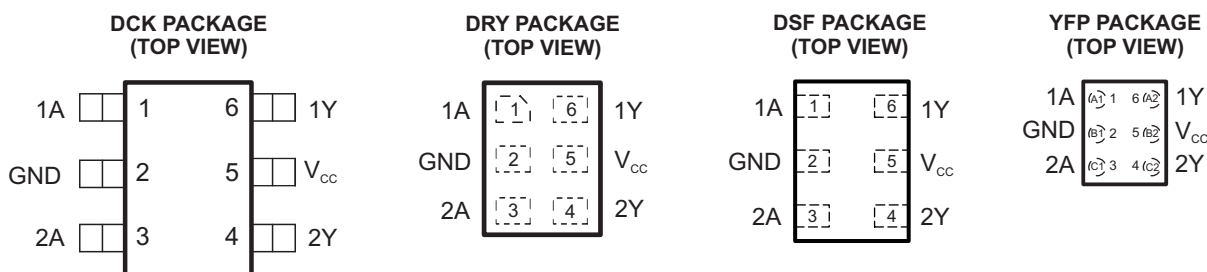 DCK PACKAGE
(TOP VIEW)
1A 1 6 1Y
GND 2 5 VCC
2A 3 4 2Y
DRY PACKAGE
(TOP VIEW)
1A 1 6 1Y
GND 2 5 VCC
2A 3 4 2Y
DSF PACKAGE
(TOP VIEW)
1A 1 6 1Y
GND 2 5 VCC
2A 3 4 2Y
YFP PACKAGE
(TOP VIEW)
1A A1 1 6 A2 1Y
GND B1 2 5 B2 VCC
2A C1 3 4 C2 2Y